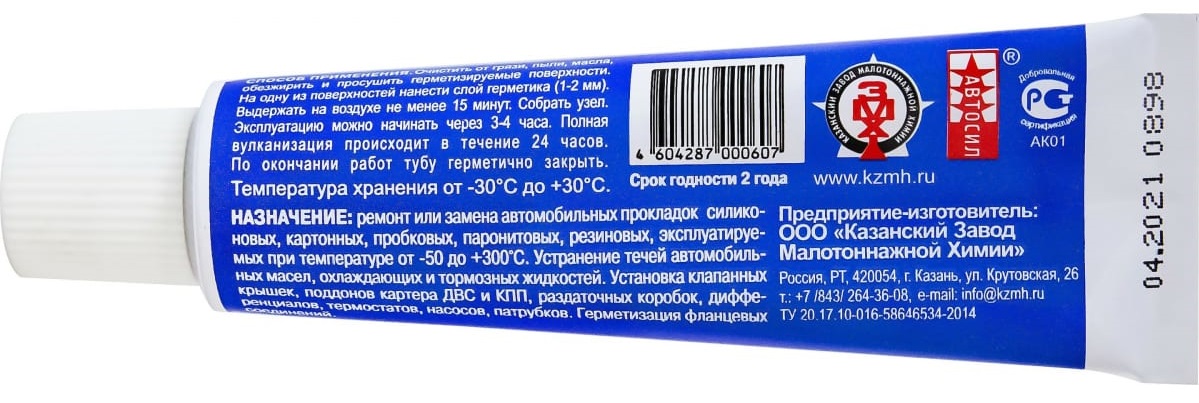 СПОСОБ ПРИМЕНЕНИЯ. Очистить от грязи, пыли, масла,
обезжирить и просушить герметизируемые поверхности.
На одну из поверхностей нанести слой герметика (1-2 мм).
Выдержать на воздухе не менее 15 минут. Собрать узел.
Эксплуатацию можно начинать через 3-4 часа. Полная
вулканизация происходит в течение 24 часов.
По окончании работ тубу герметично закрыть.
Температура хранения от -30°С до +30°С.
НАЗНАЧЕНИЕ: ремонт или замена автомобильных прокладок силико-
новых, картонных, пробковых, паронитовых, резиновых, эксплуатируе-
мых при температуре от -50 до +300°С. Устранение течей автомобиль-
ных масел, охлаждающих и тормозных жидкостей. Установка клапанных
крышек, поддонов картера ДВС и КПП, раздаточных коробок, диффе-
ренциалов, термостатов, насосов, патрубков. Герметизация фланцевых
соединений.
4 604287 000607
Срок годности 2 года
КАЗАНСКИЙ ЗАВОД МАЛОТОННАЖНОЙ ХИМИИ
КЗМХ
www.kzmh.ru
АВТОСИЛ
®
Добровольная
РСТ
сертификация
АК01
Предприятие-изготовитель:
ООО «Казанский Завод
Малотоннажной Химии»
Россия, РТ, 420054, г. Казань, ул. Крутовская, 26
т.: +7 /843/ 264-36-08, e-mail: info@kzmh.ru
ТУ 20.17.10-016-58646534-2014
04.2021 0898